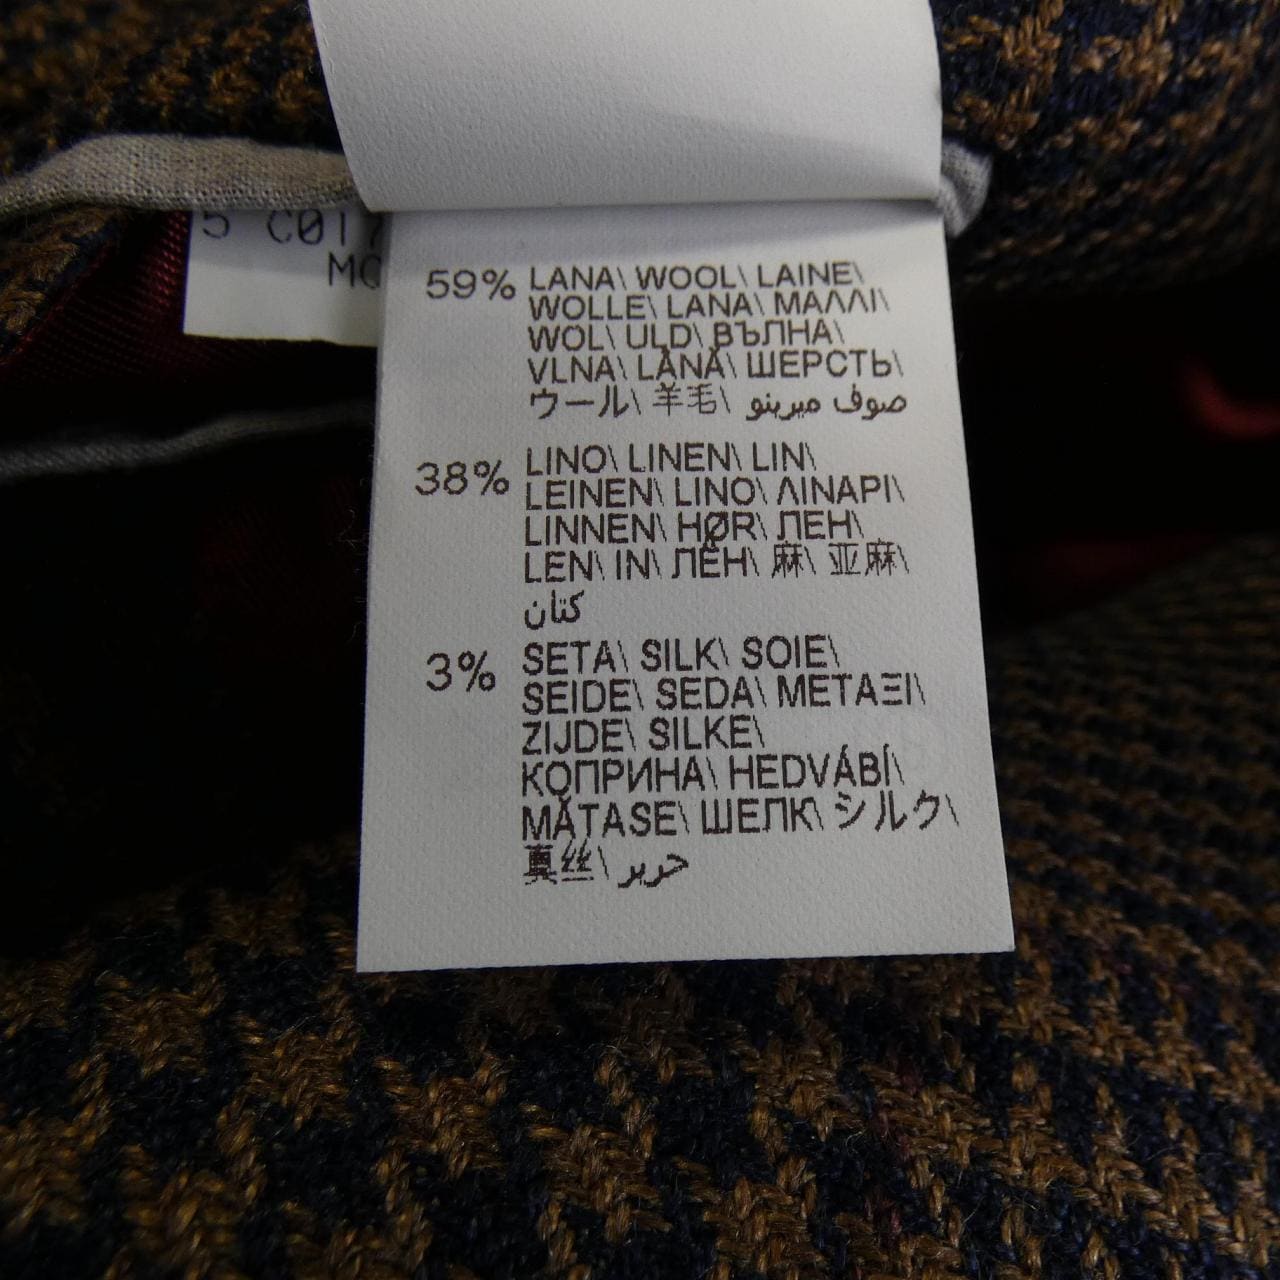 5 C017
MO
59% LANA\ WOOL\ LAINE\
WOLLE\ LANA\ ΜΑΛΛΙ\
WOL\ ULD\ ВЪЛНА\
VLNA\ LÂNĂ\ ШЕРСТЬ\
ウール\ 羊毛\ صوف ميرينو
38% LINO\ LINEN\ LIN\
LEINEN\ LINO\ ΛΙΝΑΡΙ\
LINNEN\ HØR\ ЛЕН\
LEN\ IN\ ЛЁН\ 麻\ 亚麻\
كتان
3% SETA\ SILK\ SOIE\
SEIDE\ SEDA\ ΜΕΤΑΞΙ\
ZIJDE\ SILKE\
КОПРИНА\ HEDVÁBÍ\
MĂTASE\ ШЕЛК\ シルク\
真丝\ حرير